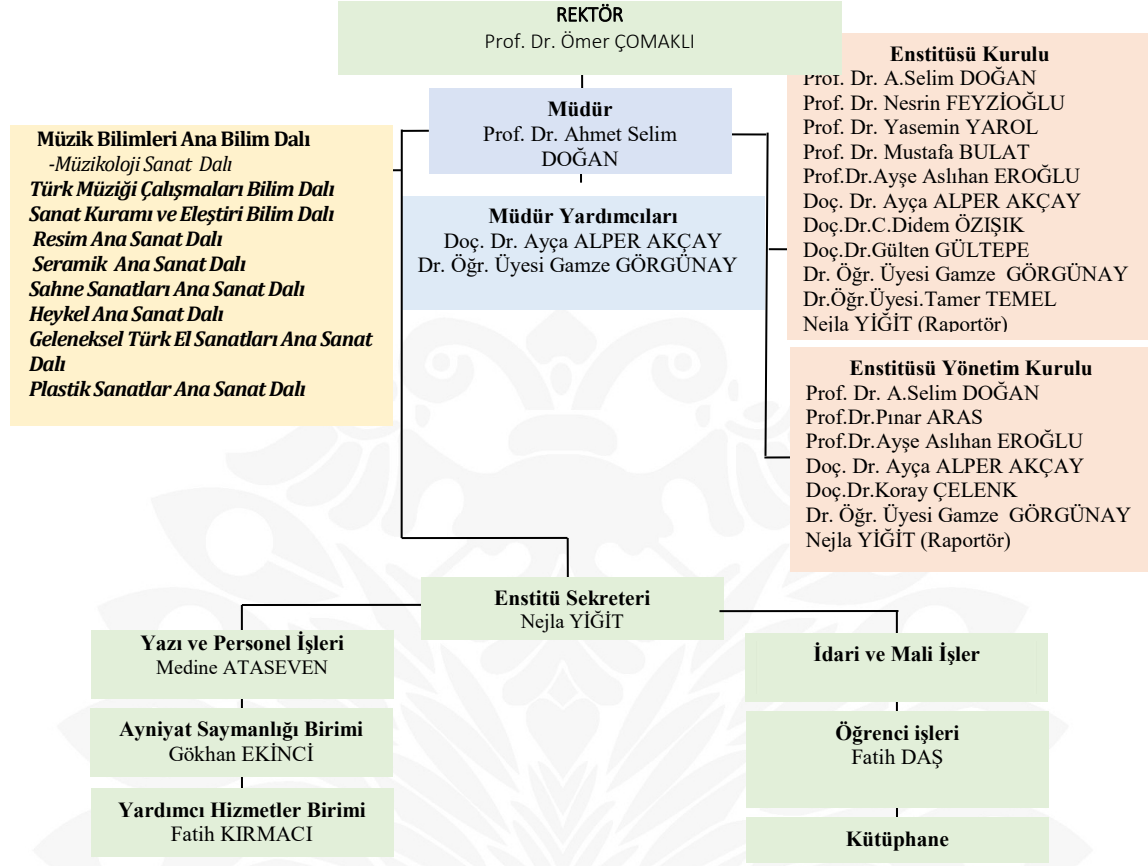 REKTÖR
Prof. Dr. Ömer ÇOMAKLI
Müdür
Prof. Dr. Ahmet Selim
DOĞAN
Müdür Yardımcıları
Doç. Dr. Ayça ALPER AKÇAY
Dr. Öğr. Üyesi Gamze GÖRGÜNAY
Müzik Bilimleri Ana Bilim Dalı
-Müzikoloji Sanat Dalı
Türk Müziği Çalışmaları Bilim Dalı
Sanat Kuramı ve Eleştiri Bilim Dalı
Resim Ana Sanat Dalı
Seramik Ana Sanat Dalı
Sahne Sanatları Ana Sanat Dalı
Heykel Ana Sanat Dalı
Geleneksel Türk El Sanatları Ana Sanat
Dalı
Plastik Sanatlar Ana Sanat Dalı
Enstitüsü Kurulu
Prof. Dr. A.Selim DOĞAN
Prof. Dr. Nesrin FEYZİOĞLU
Prof. Dr. Yasemin YAROL
Prof. Dr. Mustafa BULAT
Prof.Dr.Ayşe Aslıhan EROĞLU
Doç. Dr. Ayça ALPER AKÇAY
Doç.Dr.C.Didem ÖZIŞIK
Doç.Dr.Gülten GÜLTEPE
Dr. Öğr. Üyesi Gamze GÖRGÜNAY
Dr.Öğr.Üyesi.Tamer TEMEL
Nejla YİĞİT (Raportör)
Enstitüsü Yönetim Kurulu
Prof. Dr. A.Selim DOĞAN
Prof.Dr.Pınar ARAS
Prof.Dr.Ayşe Aslıhan EROĞLU
Doç. Dr. Ayça ALPER AKÇAY
Doç.Dr.Koray ÇELENK
Dr. Öğr. Üyesi Gamze GÖRGÜNAY
Nejla YİĞİT (Raportör)
Enstitü Sekreteri
Nejla YİĞİT
Yazı ve Personel İşleri
Medine ATASEVEN
Ayniyat Saymanlığı Birimi
Gökhan EKİNCİ
Yardımcı Hizmetler Birimi
Fatih KIRMACI
İdari ve Mali İşler
Öğrenci işleri
Fatih DAŞ
Kütüphane